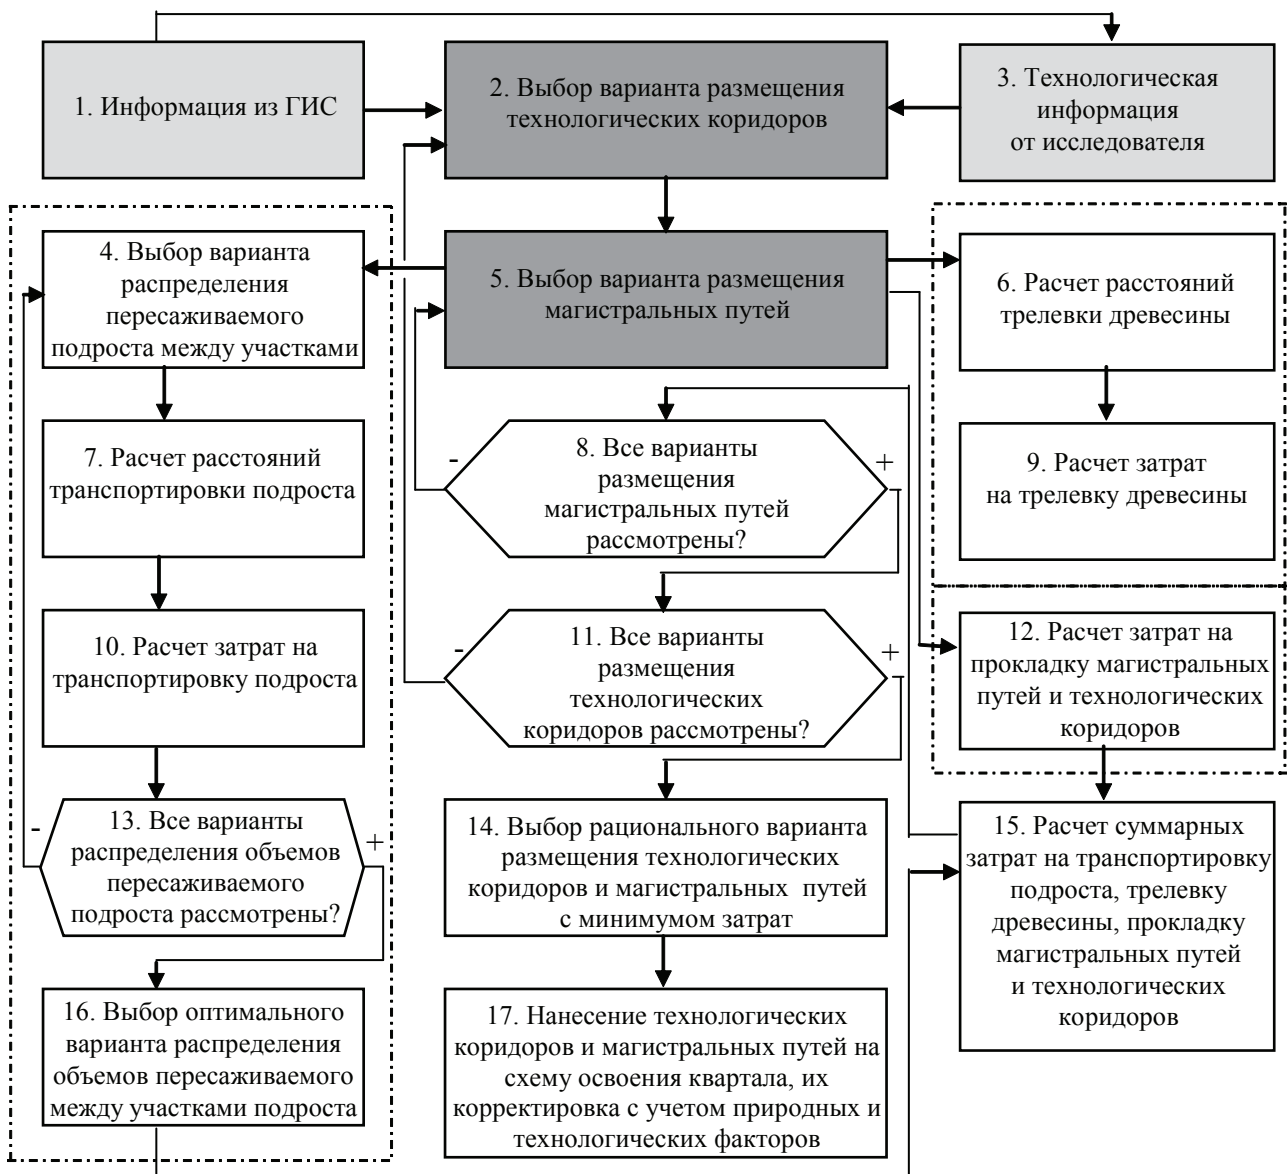 1. Информация из ГИС
2. Выбор варианта размещения
технологических коридоров
3. Технологическая
информация
от исследователя
4. Выбор варианта
распределения
пересаживаемого
подроста между участками
5. Выбор варианта размещения
магистральных путей
6. Расчет расстояний
трелевки древесины
7. Расчет расстояний
транспортировки подроста
-
8. Все варианты
размещения
магистральных путей
рассмотрены?
+
9. Расчет затрат
на трелевку древесины
10. Расчет затрат на
транспортировку подроста
-
11. Все варианты
размещения
технологических
коридоров рассмотрены?
+
12. Расчет затрат на
прокладку магистральных
путей и технологических
коридоров
-
13. Все варианты
распределения объемов
пересаживаемого
подроста рассмотрены?
+
14. Выбор рационального варианта
размещения технологических
коридоров и магистральных путей
с минимумом затрат
15. Расчет суммарных
затрат на транспортировку
подроста, трелевку
древесины, прокладку
магистральных путей
и технологических
коридоров
16. Выбор оптимального
варианта распределения
объемов пересаживаемого
между участками подроста
17. Нанесение технологических
коридоров и магистральных путей на
схему освоения квартала, их
корректировка с учетом природных и
технологических факторов